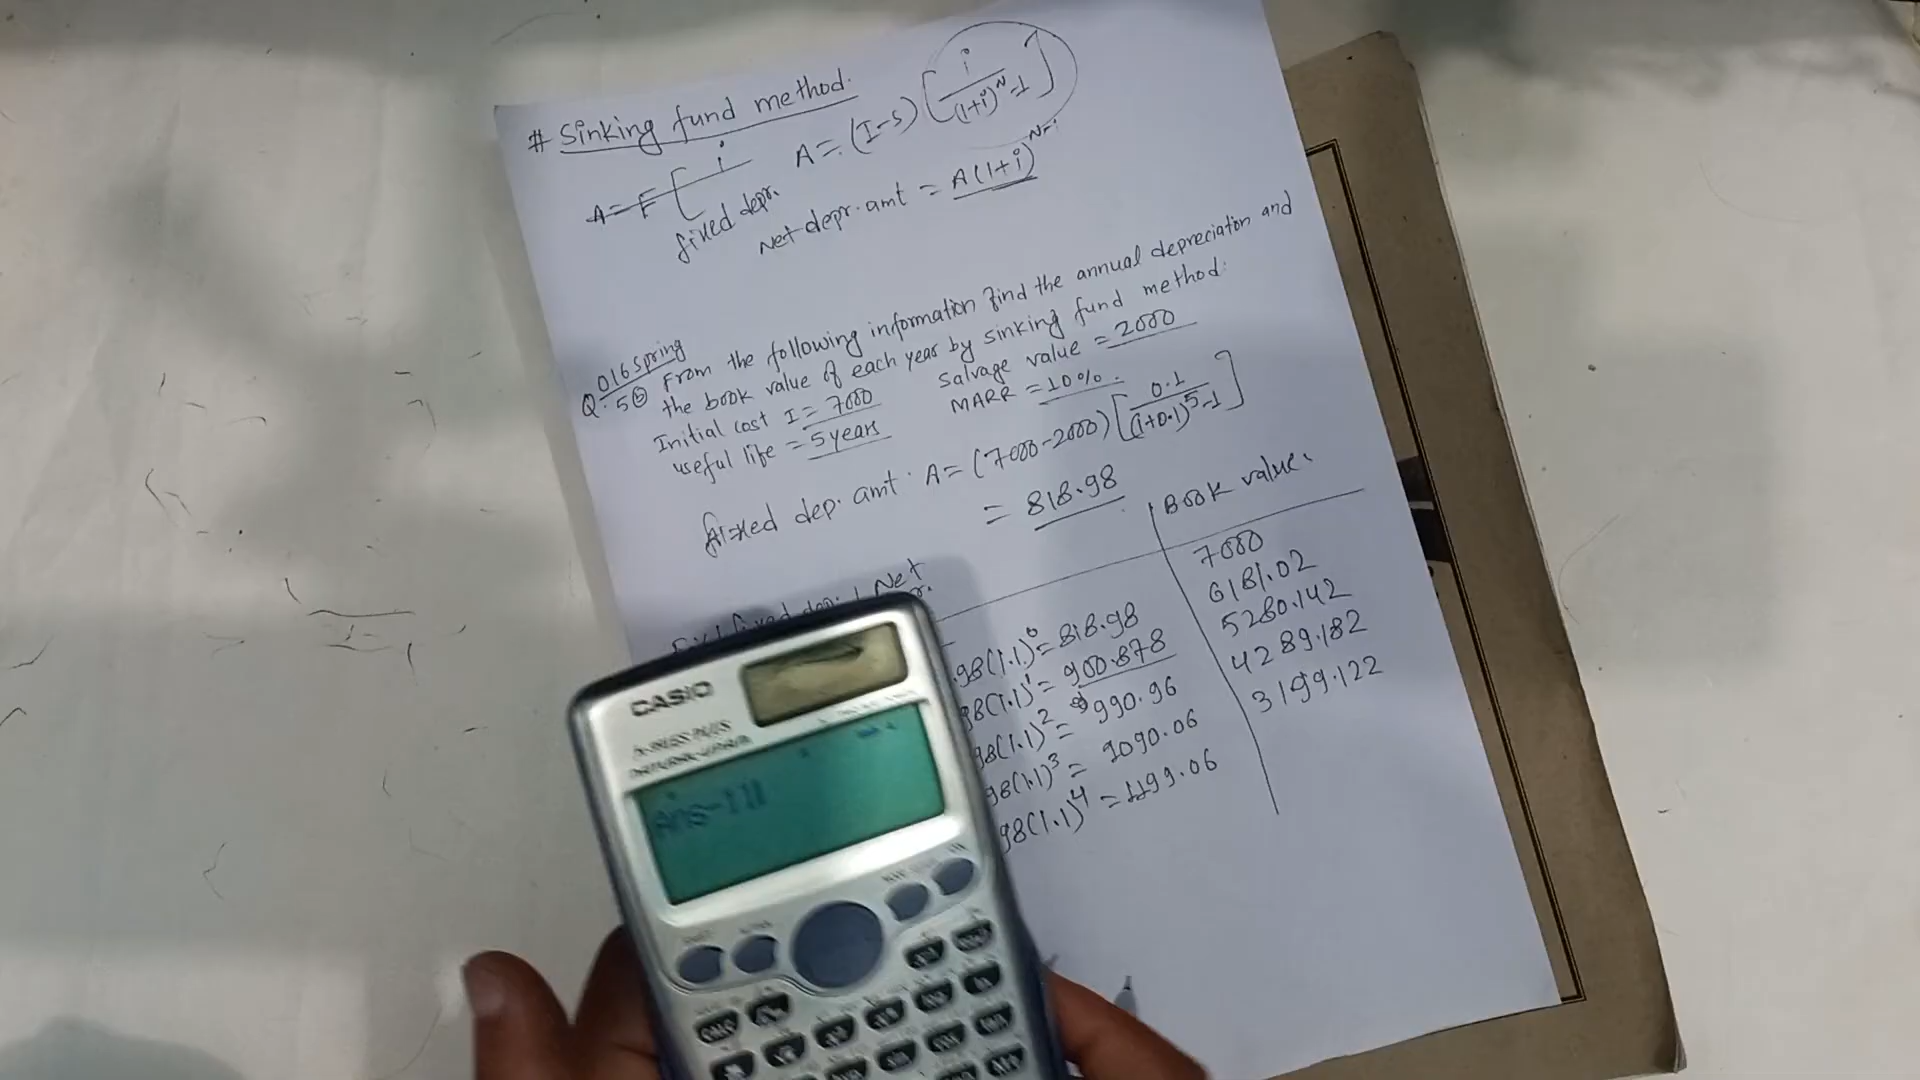 # Sinking fund method.
A = F [ i
A = (I-S) [ i / (1+i)^N -1 ]
fixed depr.
Net depr. amt = A(1+i)^N-1
016 Spring
Q. 5 b) From the following information find the annual depreciation and
the book value of each year by sinking fund method:
Initial cost I = 7000 Salvage value = 2000
useful life = 5 years MARR = 10%.
fixed dep. amt. A = (7000-2000) [ 0.1 / (1+0.1)^5 -1 ]
= 818.98
Net Book value.
7000
98(1.1)^0 = 818.98 6181.02
98(1.1)^1 = 900.878 5280.142
98(1.1)^2 = 990.96 4289.182
98(1.1)^3 = 1090.06 3199.122
98(1.1)^4 = 1199.06
CASIO